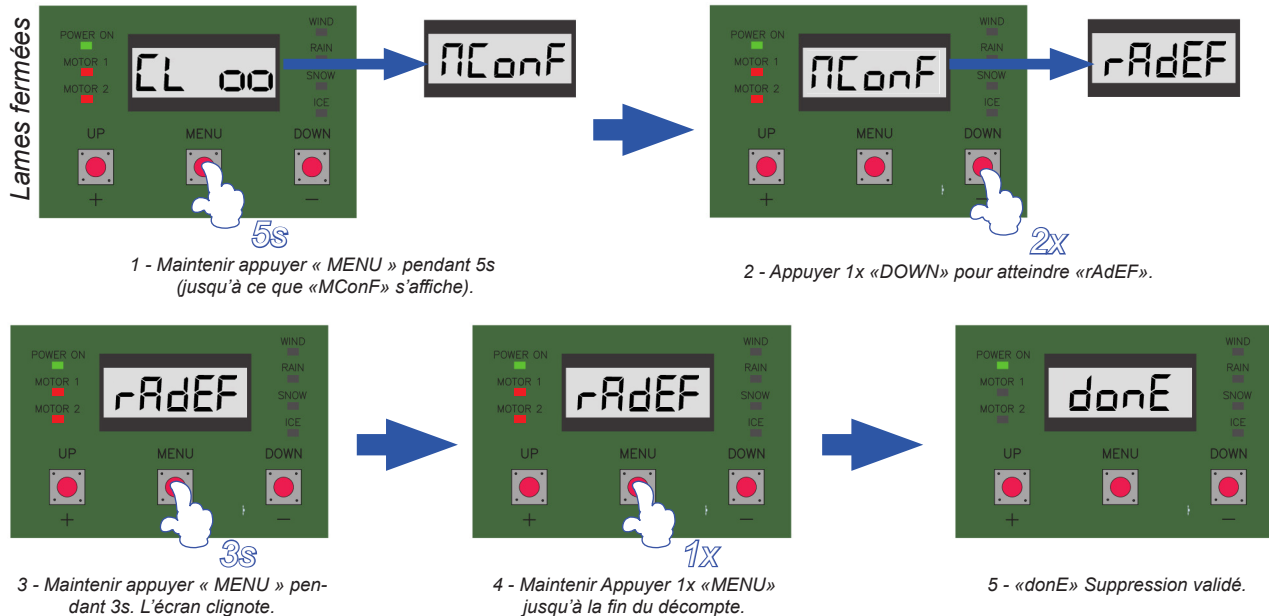 Lames fermées
POWER ON
MOTOR 1
MOTOR 2
CL oo
WIND
RAIN
SNOW
ICE
UP
MENU
DOWN
+
−
5s
MConF
1 - Maintenir appuyer « MENU » pendant 5s
(jusqu'à ce que «MConF» s'affiche).
POWER ON
MOTOR 1
MOTOR 2
MConF
WIND
RAIN
SNOW
ICE
UP
MENU
DOWN
+
−
2x
rAdEF
2 - Appuyer 1x «DOWN» pour atteindre «rAdEF».
POWER ON
MOTOR 1
MOTOR 2
rAdEF
WIND
RAIN
SNOW
ICE
UP
MENU
DOWN
+
−
3s
3 - Maintenir appuyer « MENU » pen-
dant 3s. L'écran clignote.
POWER ON
MOTOR 1
MOTOR 2
rAdEF
WIND
RAIN
SNOW
ICE
UP
MENU
DOWN
+
−
1x
4 - Maintenir Appuyer 1x «MENU»
jusqu'à la fin du décompte.
POWER ON
MOTOR 1
MOTOR 2
donE
WIND
RAIN
SNOW
ICE
UP
MENU
DOWN
+
−
5 - «donE» Suppression validé.